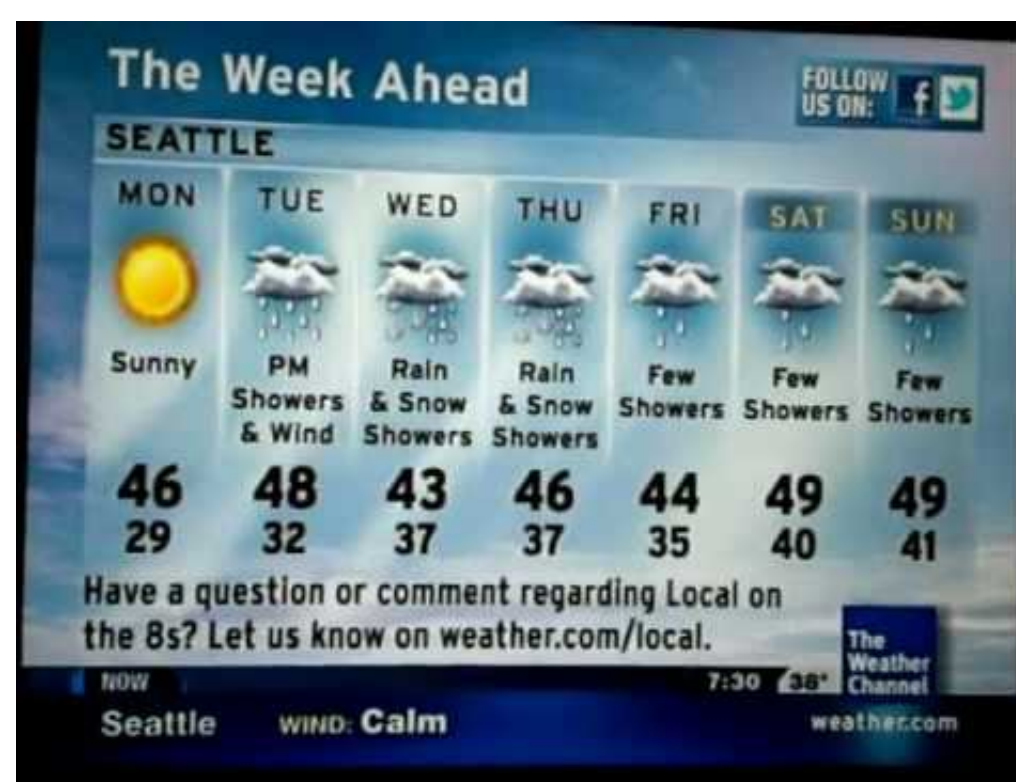 The Week Ahead
FOLLOW
US ON:
SEATTLE
MON TUE WED THU FRI SAT SUN
Sunny
PM
Showers
& Wind
Rain
& Snow
Showers
Rain
& Snow
Showers
Few
Showers
Few
Showers
Few
Showers
46 48 43 46 44 49 49
29 32 37 37 35 40 41
Have a question or comment regarding Local on
the 8s? Let us know on weather.com/local.
The
Weather
Channel
NOW 7:30 38°
Seattle WIND: Calm weather.com